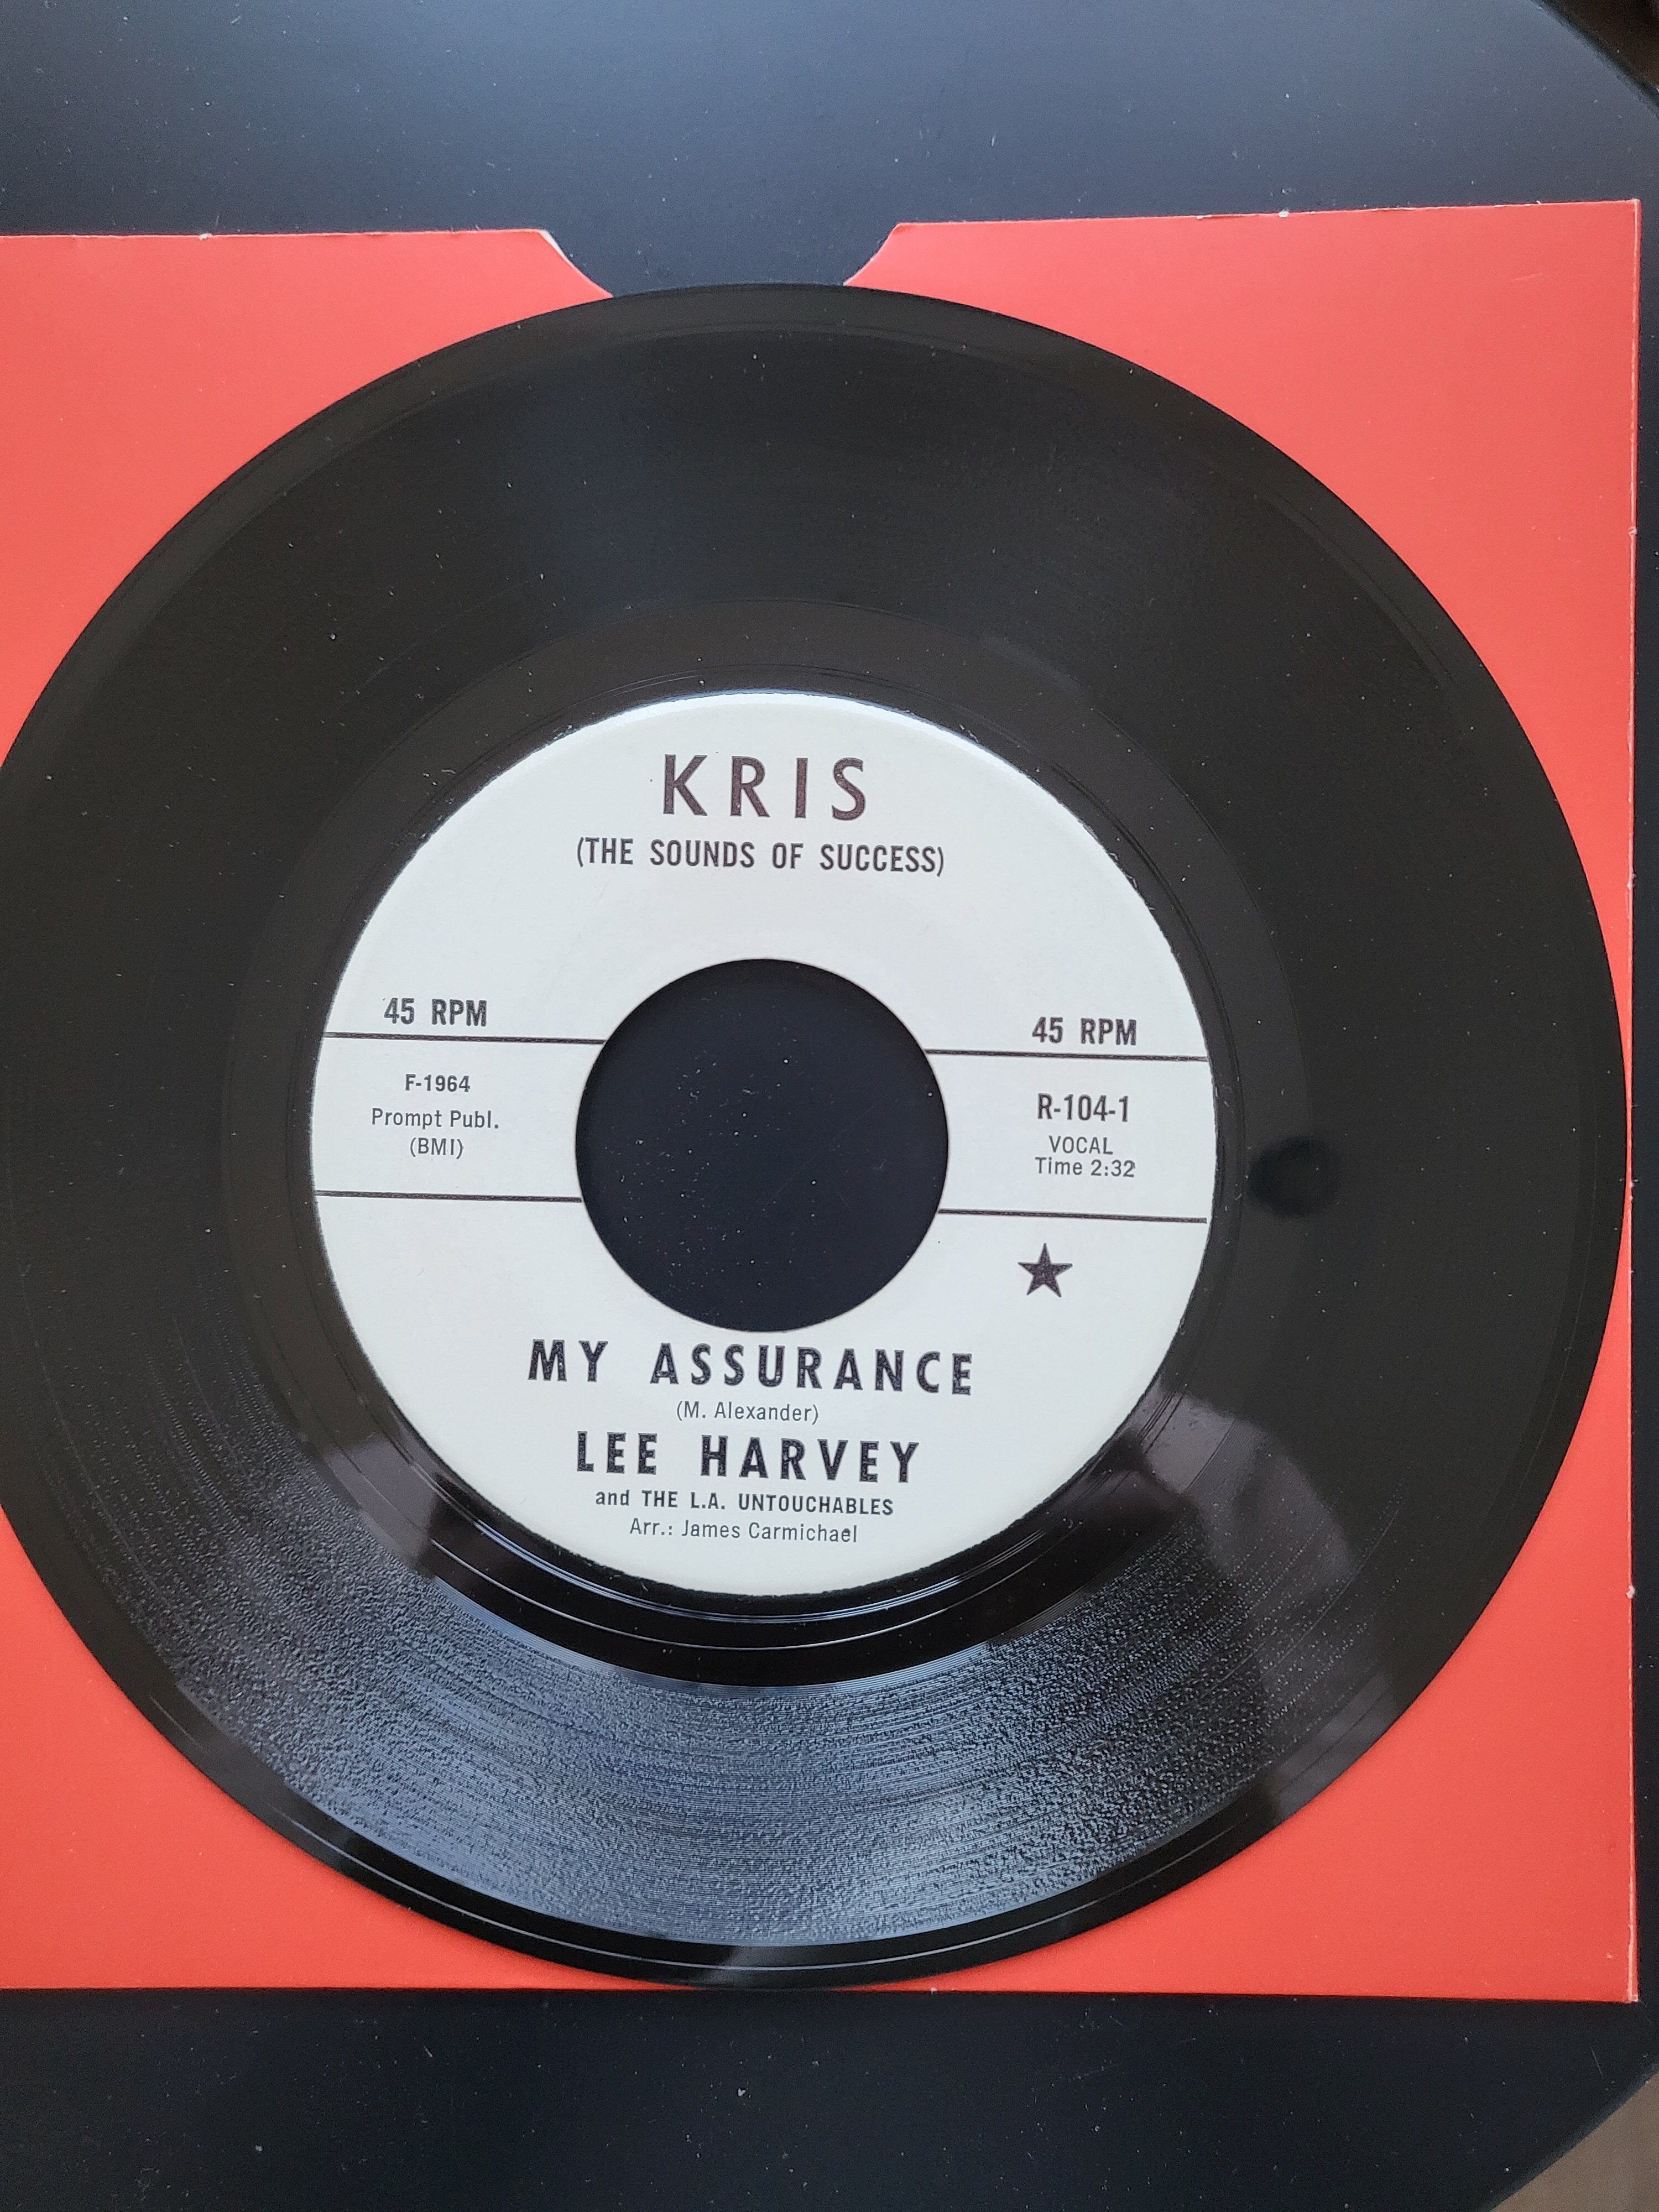 KRIS
(THE SOUNDS OF SUCCESS)
45 RPM
45 RPM
F-1964
Prompt Publ.
(BMI)
R-104-1
VOCAL
Time 2:32
MY ASSURANCE
(M. Alexander)
LEE HARVEY
and THE L.A. UNTOUCHABLES
Arr.: James Carmichael